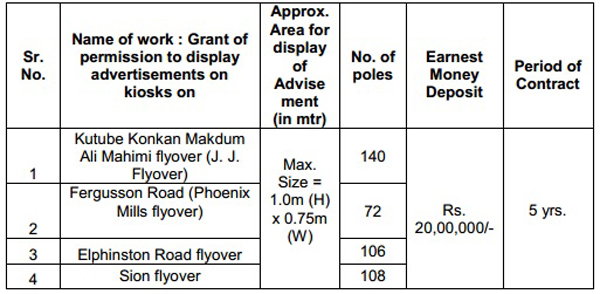 Sr.
No.
Name of work : Grant of
permission to display
advertisements on
kiosks on
Approx.
Area for
display
of
Advise
ment
(in mtr)
No. of
poles
Earnest
Money
Deposit
Period of
Contract
1
Kutube Konkan Makdum
Ali Mahimi flyover (J. J.
Flyover)
Max.
Size =
1.0m (H)
x 0.75m
(W)
140
Rs.
20,00,000/-
5 yrs.
2
Fergusson Road (Phoenix
Mills flyover)
72
3
Elphinston Road flyover
106
4
Sion flyover
108